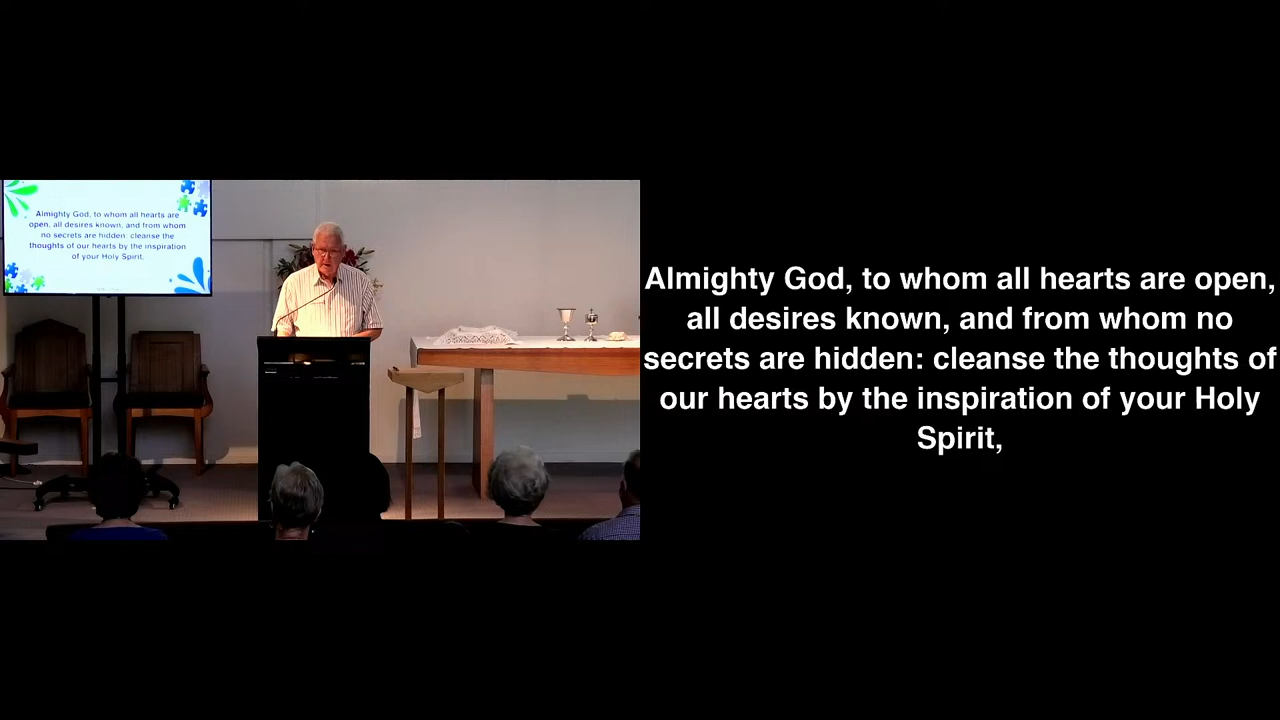 Almighty God, to whom all hearts are
open, all desires known, and from whom
no secrets are hidden: cleanse the
thoughts of our hearts by the inspiration
of your Holy Spirit,
Almighty God, to whom all hearts are open,
all desires known, and from whom no
secrets are hidden: cleanse the thoughts of
our hearts by the inspiration of your Holy
Spirit,